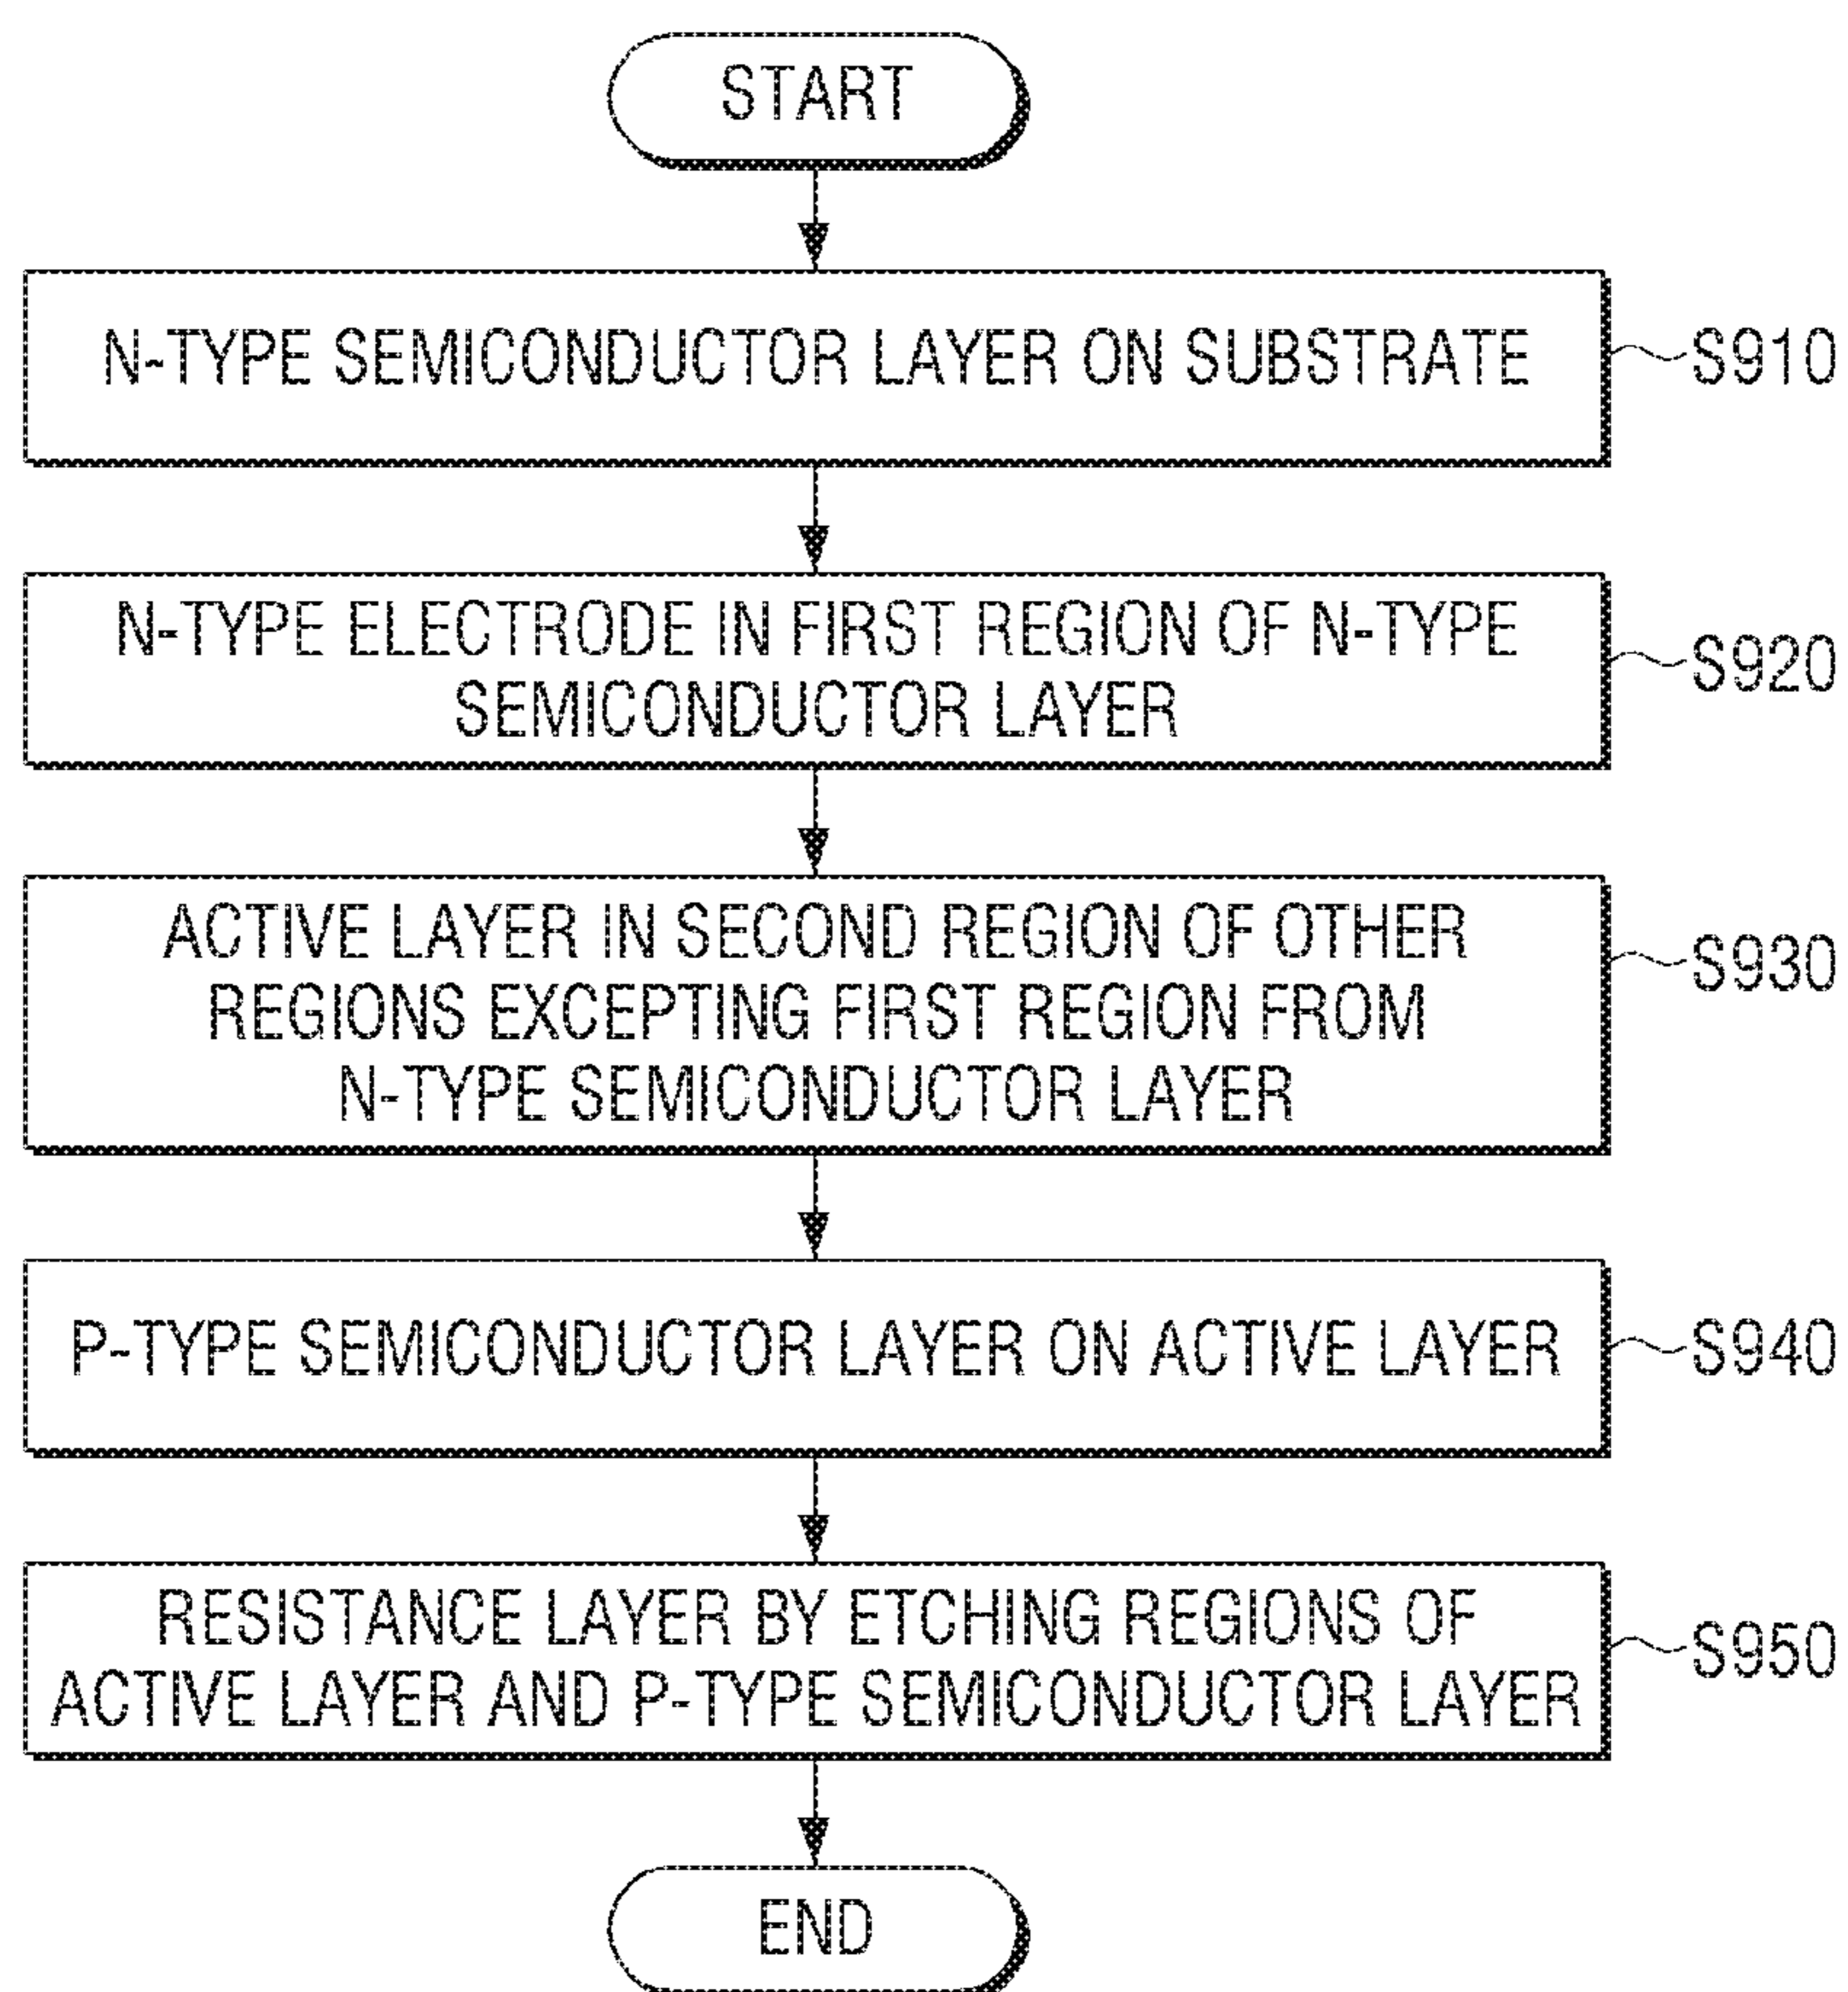 START
N-TYPE SEMICONDUCTOR LAYER ON SUBSTRATE
S910
N-TYPE ELECTRODE IN FIRST REGION OF N-TYPE
SEMICONDUCTOR LAYER
S920
ACTIVE LAYER IN SECOND REGION OF OTHER
REGIONS EXCEPTING FIRST REGION FROM
N-TYPE SEMICONDUCTOR LAYER
S930
P-TYPE SEMICONDUCTOR LAYER ON ACTIVE LAYER
S940
RESISTANCE LAYER BY ETCHING REGIONS OF
ACTIVE LAYER AND P-TYPE SEMICONDUCTOR LAYER
S950
END